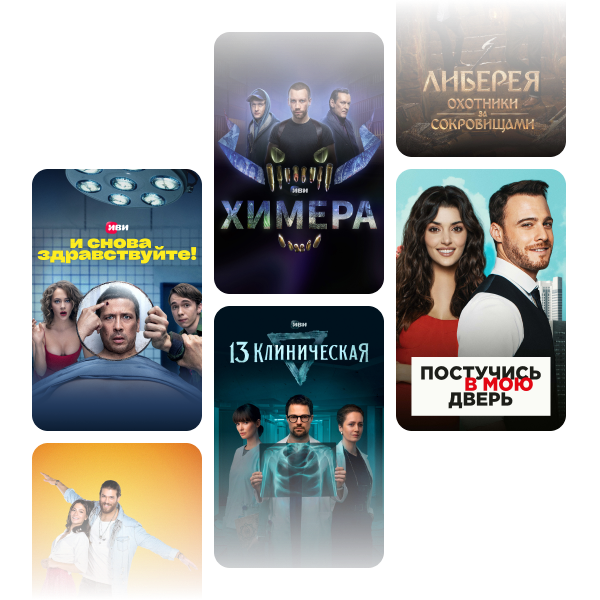 иви
И СНОВА
ЗДРАВСТВУЙТЕ!
иви
ХИМЕРА
иви
13 КЛИНИЧЕСКАЯ
ЛИБЕРЕЯ
ОХОТНИКИ
ЗА
СОКРОВИЩАМИ
ПОСТУЧИСЬ
В МОЮ
ДВЕРЬ